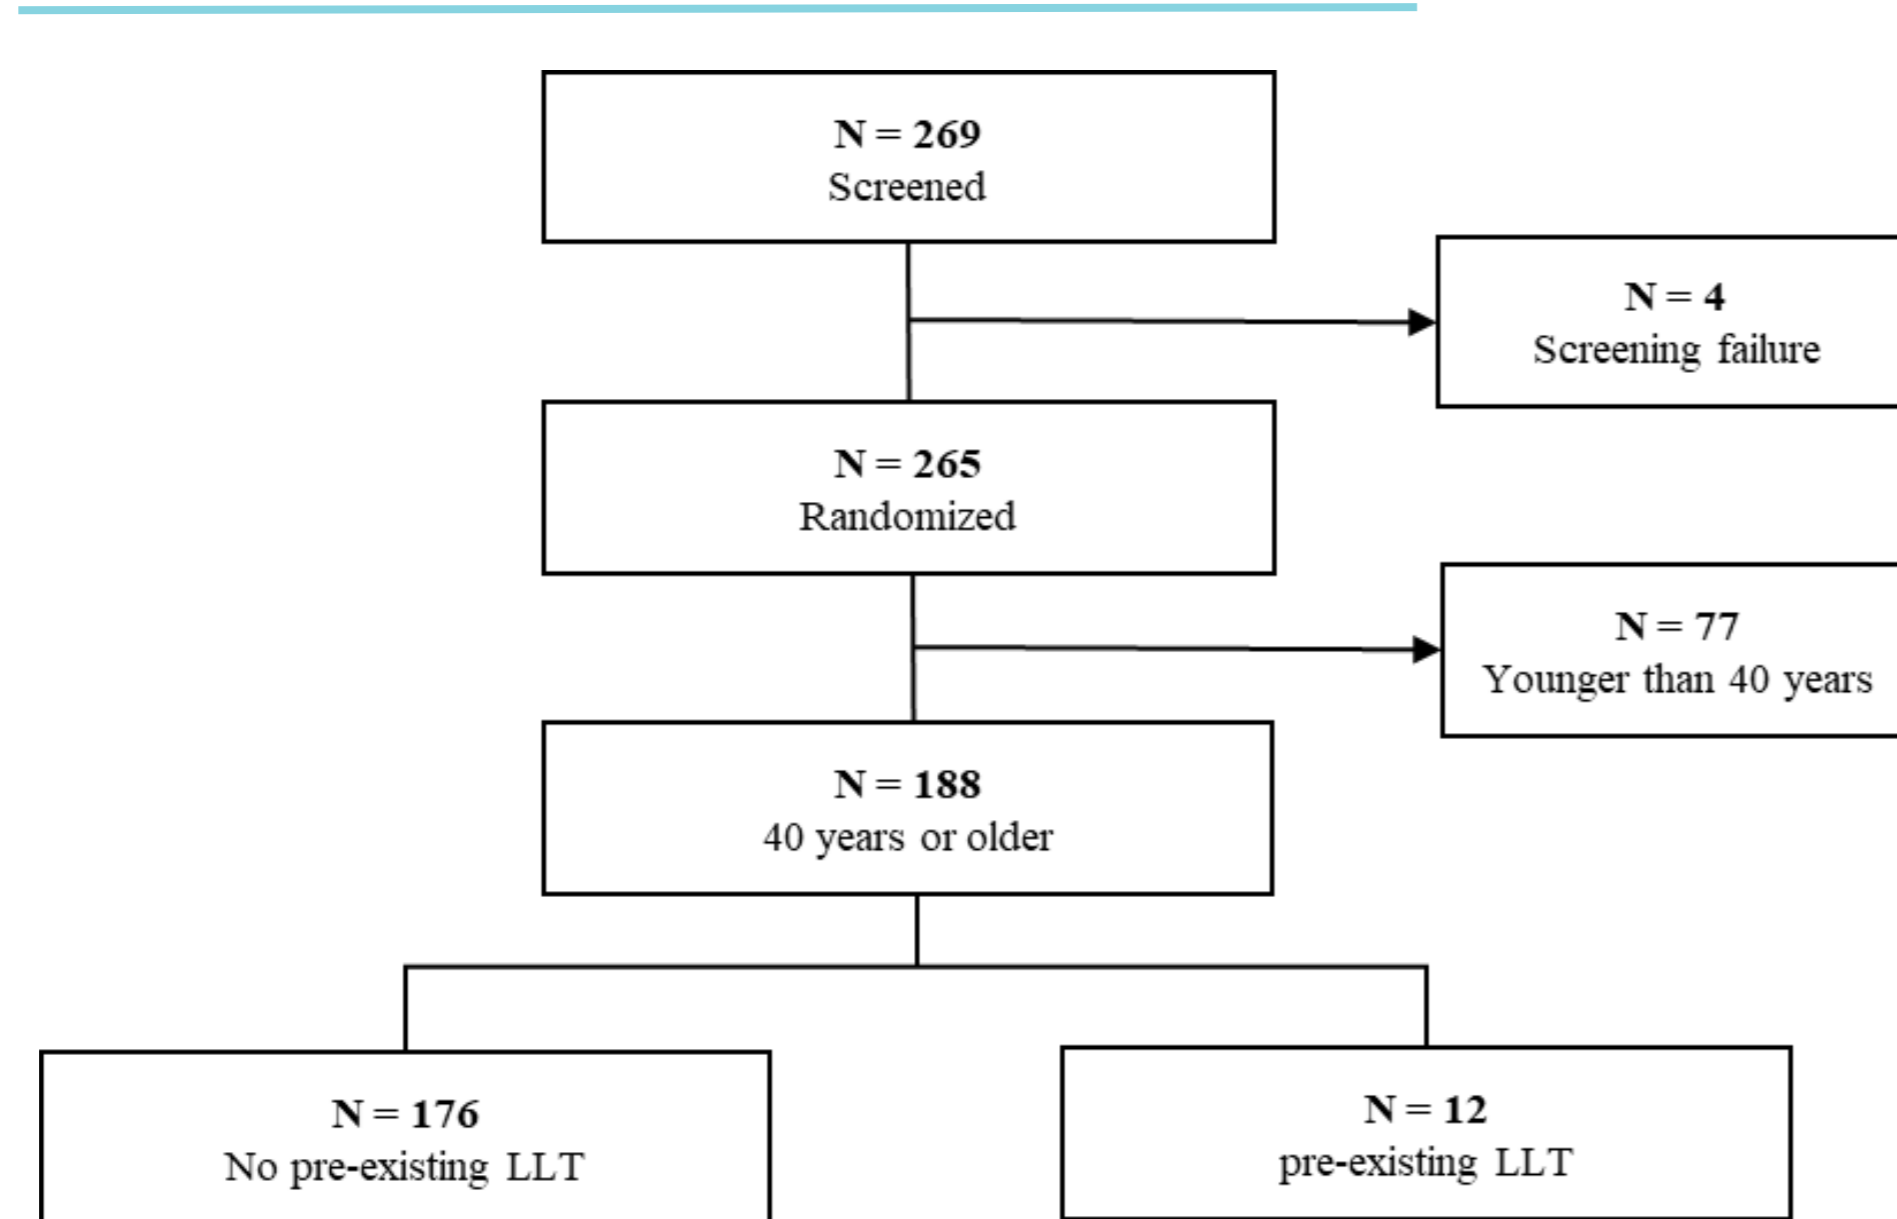 N = 269
Screened
N = 4
Screening failure
N = 265
Randomized
N = 77
Younger than 40 years
N = 188
40 years or older
N = 176
No pre-existing LLT
N = 12
pre-existing LLT